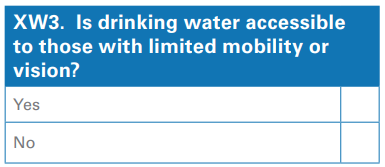 XW3. Is drinking water accessible
to those with limited mobility or
vision?
Yes
No